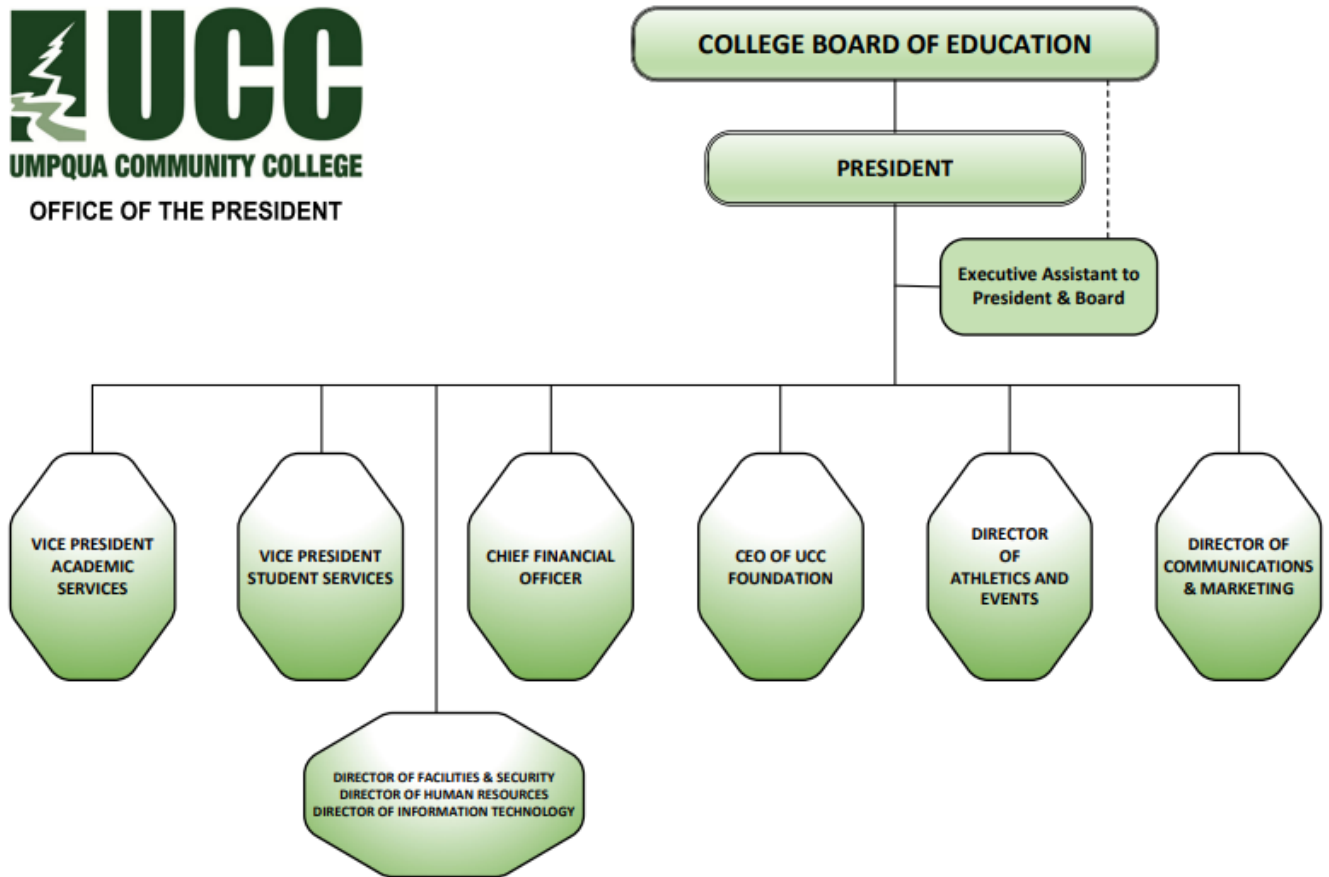 UCC
UMPQUA COMMUNITY COLLEGE
OFFICE OF THE PRESIDENT
COLLEGE BOARD OF EDUCATION
PRESIDENT
Executive Assistant to
President & Board
VICE PRESIDENT
ACADEMIC
SERVICES
VICE PRESIDENT
STUDENT SERVICES
CHIEF FINANCIAL
OFFICER
CEO OF UCC
FOUNDATION
DIRECTOR
OF
ATHLETICS AND
EVENTS
DIRECTOR OF
COMMUNICATIONS
& MARKETING
DIRECTOR OF FACILITIES & SECURITY
DIRECTOR OF HUMAN RESOURCES
DIRECTOR OF INFORMATION TECHNOLOGY